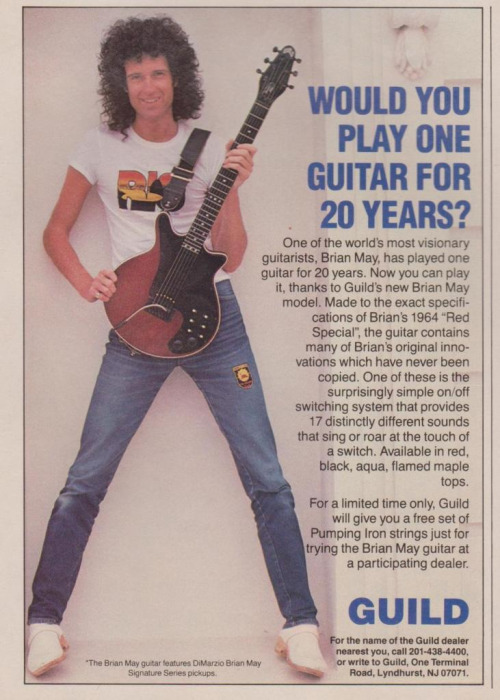 WOULD YOU
PLAY ONE
GUITAR FOR
20 YEARS?
One of the world's most visionary
guitarists, Brian May, has played one
guitar for 20 years. Now you can play
it, thanks to Guild's new Brian May
model. Made to the exact specifi-
cations of Brian's 1964 "Red
Special", the guitar contains
many of Brian's original inno-
vations which have never been
copied. One of these is the
surprisingly simple on/off
switching system that provides
17 distinctly different sounds
that sing or roar at the touch of
a switch. Available in red,
black, aqua, flamed maple
tops.
For a limited time only, Guild
will give you a free set of
Pumping Iron strings just for
trying the Brian May guitar at
a participating dealer.
GUILD
For the name of the Guild dealer
nearest you, call 201-438-4400,
or write to Guild, One Terminal
Road, Lyndhurst, NJ 07071.
*The Brian May guitar features DiMarzio Brian May
Signature Series pickups.